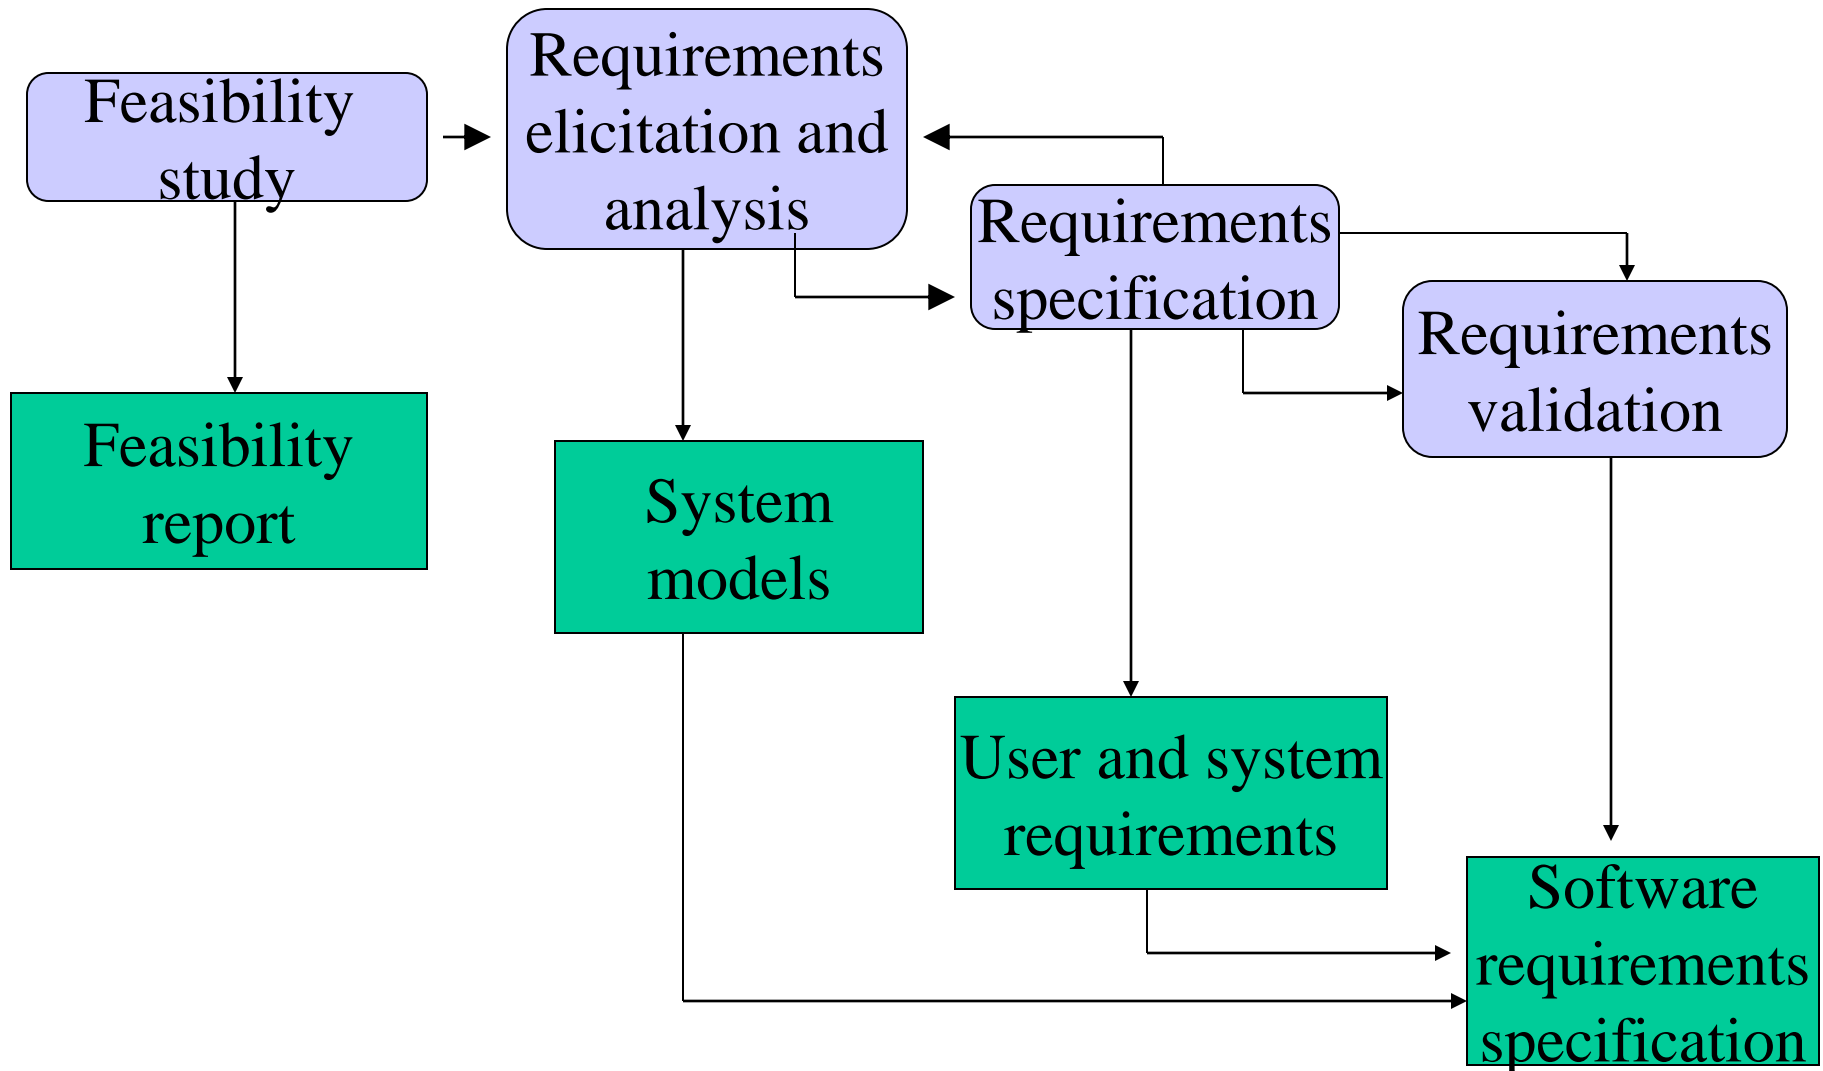 Feasibility
study
Requirements
elicitation and
analysis
Requirements
specification
Requirements
validation
Feasibility
report
System
models
User and system
requirements
Software
requirements
specification